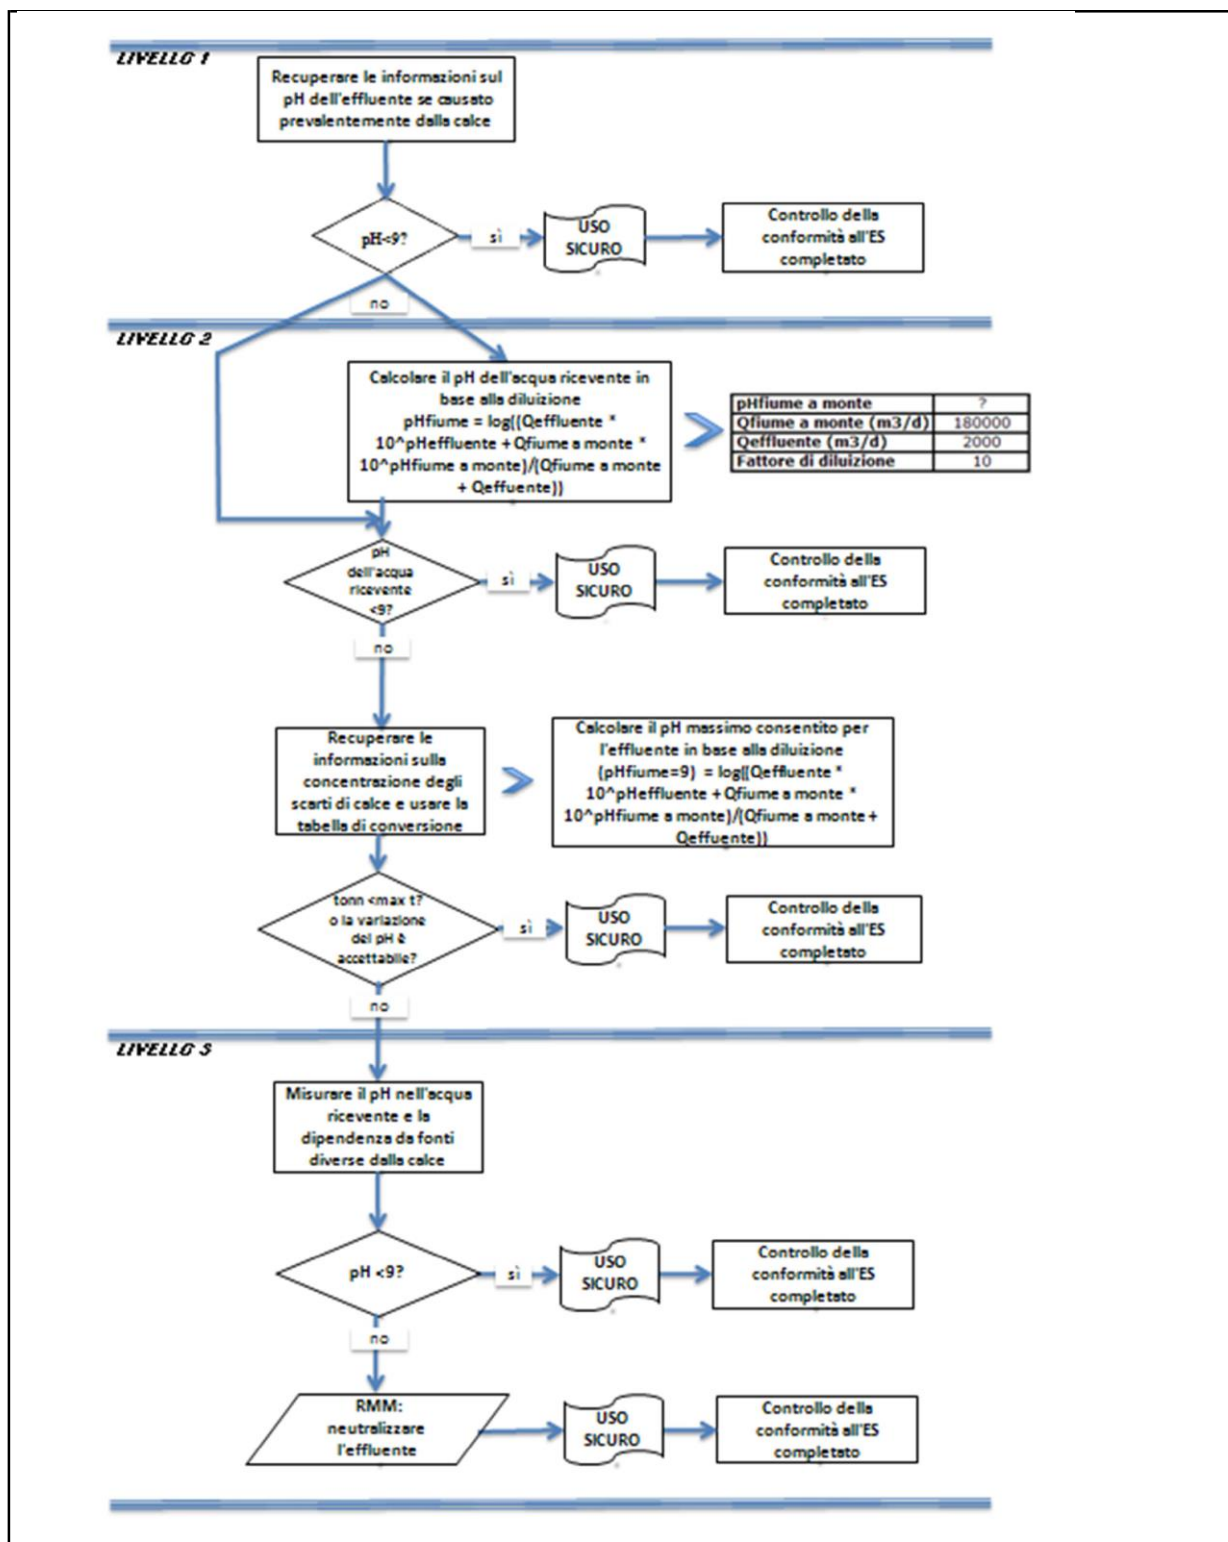 LIVELLO 1
Recuperare le informazioni sul
pH dell'effluente se causato
prevalentemente dalla calce
pH<9?
sì
USO
SICURO
Controllo della
conformità all'ES
completato
no
LIVELLO 2
Calcolare il pH dell'acqua ricevente in
base alla diluizione
pHfiume = log((Qeffluente *
10^pHeffluente + Qfiume a monte *
10^pHfiume a monte)/(Qfiume a monte
+ Qeffuente))
pHfiume a monte ?
Qfiume a monte (m3/d) 180000
Qeffluente (m3/d) 2000
Fattore di diluizione 10
pH
dell'acqua
ricevente
<9?
sì
USO
SICURO
Controllo della
conformità all'ES
completato
no
Recuperare le
informazioni sulla
concentrazione degli
scarti di calce e usare la
tabella di conversione
Calcolare il pH massimo consentito per
l'effluente in base alla diluizione
(pHfiume=9) = log((Qeffluente *
10^pHeffluente + Qfiume a monte *
10^pHfiume a monte)/(Qfiume a monte +
Qeffuente))
tonn <max t?
o la variazione
del pH è
accettabile?
sì
USO
SICURO
Controllo della
conformità all'ES
completato
no
LIVELLO 3
Misurare il pH nell'acqua
ricevente e la
dipendenza da fonti
diverse dalla calce
pH <9?
sì
USO
SICURO
Controllo della
conformità all'ES
completato
no
RMM:
neutralizzare
l'effluente
USO
SICURO
Controllo della
conformità all'ES
completato